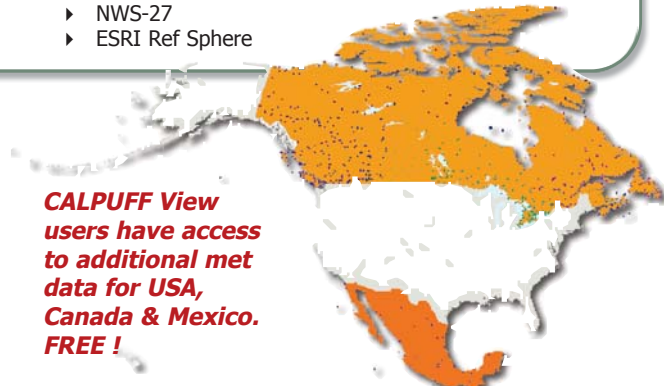 NWS-27
ESRI Ref Sphere
CALPUFF View
users have access
to additional met
data for USA,
Canada & Mexico.
FREE !